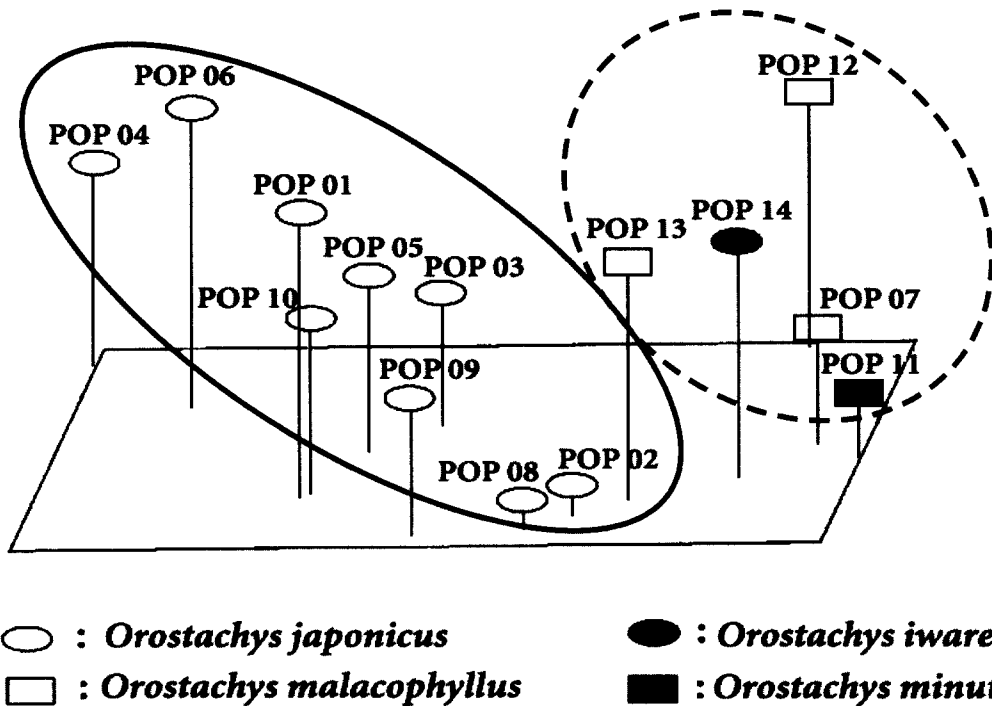 POP 12
POP 06
POP 04
POP 01
POP 14
POP 13
POP 05
POP 03
POP 10
POP 07
POP 09
POP 11
POP 08
POP 02
: Orostachys japonicus
: Orostachys iware
: Orostachys malacophyllus
: Orostachys minut